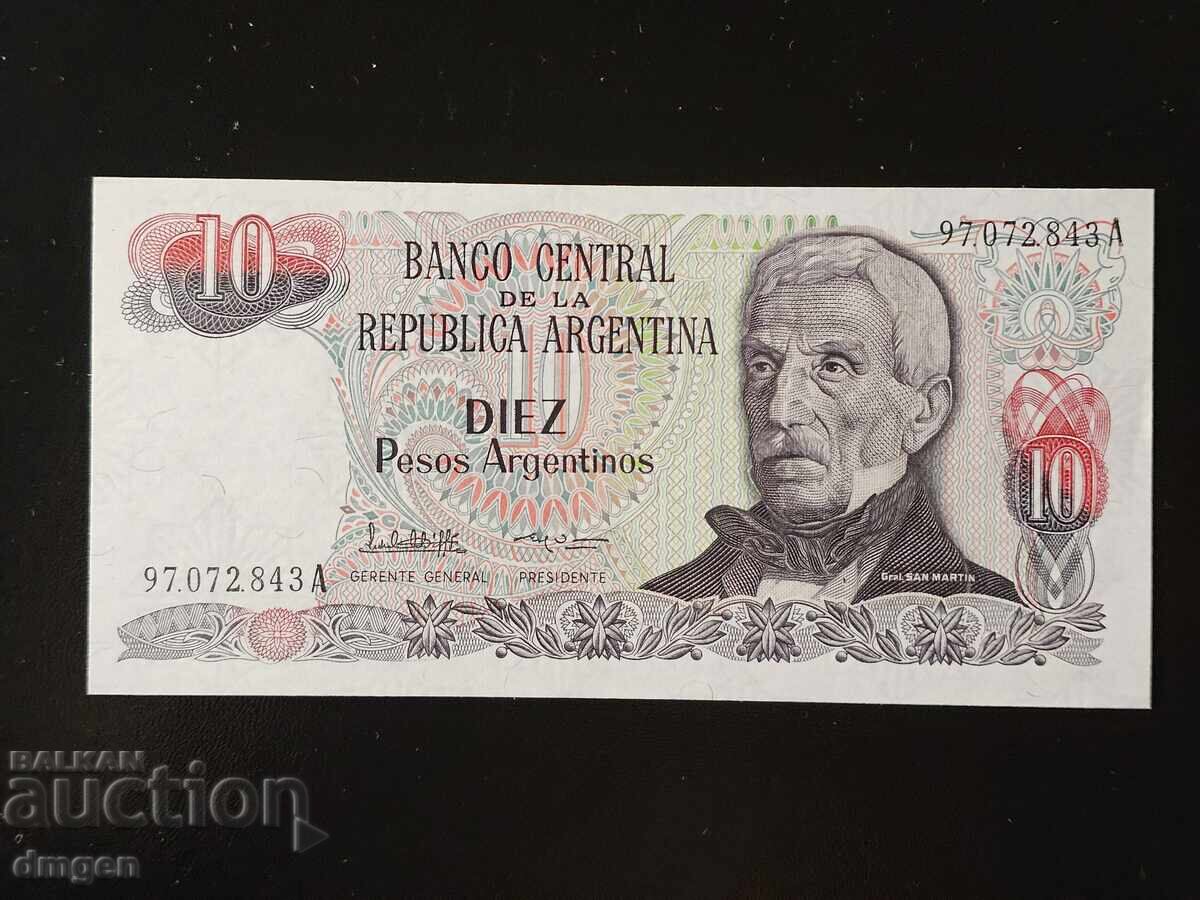 10
97.072.843 A
BANCO CENTRAL
DE LA
REPUBLICA ARGENTINA
10
DIEZ
Pesos Argentinos
10
97.072.843 A
GERENTE GENERAL PRESIDENTE
Gral. SAN MARTIN
BALKAN
auction
dmgen